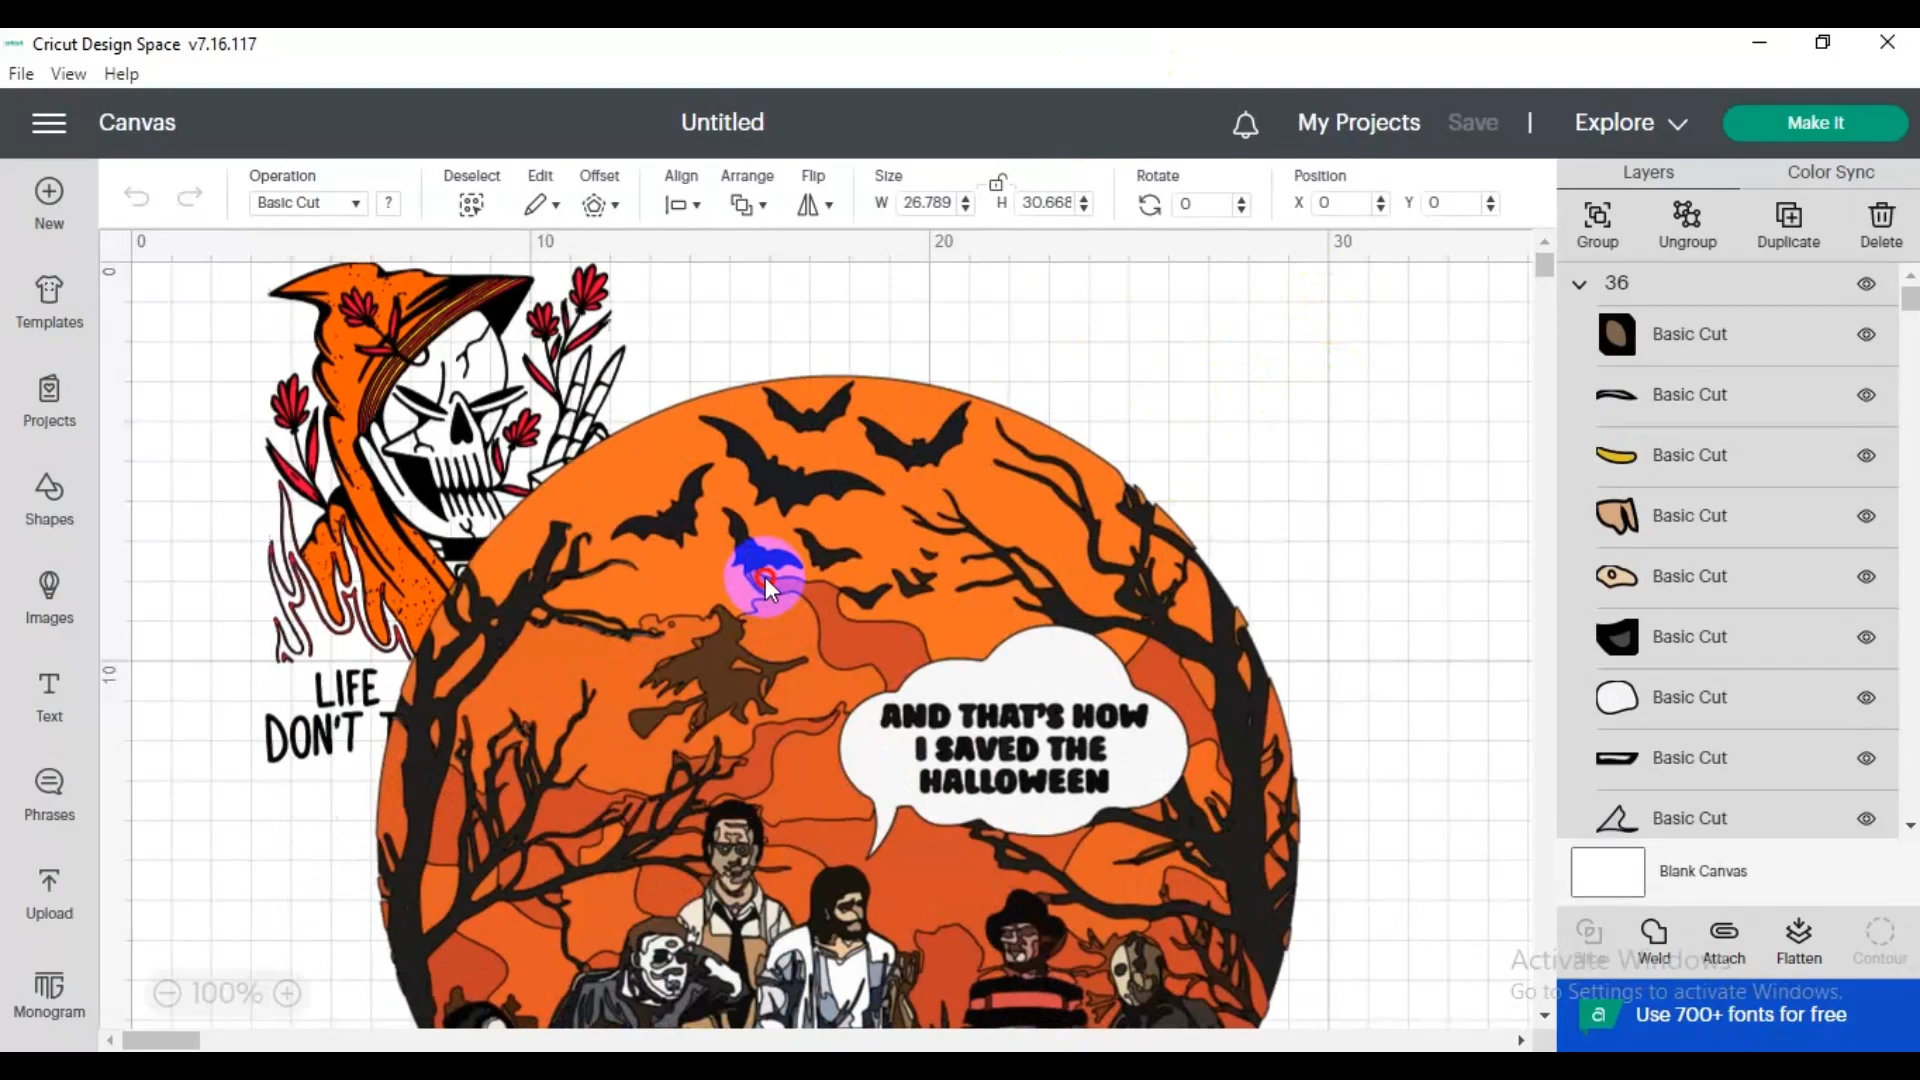 cricut Cricut Design Space v7.16.117
File View Help
Canvas
Untitled
My Projects Save | Explore Make It
Operation
Basic Cut ?
Deselect Edit Offset Align Arrange Flip
Size
W 26.789 H 30.668
Rotate
0
Position
X 0 Y 0
Layers Color Sync
Group Ungroup Duplicate Delete
New
Templates
Projects
Shapes
Images
Text
Phrases
Upload
Monogram
0 10 20 30
0
10
LIFE
DON'T
AND THAT'S HOW
I SAVED THE
HALLOWEEN
100%
36
Basic Cut
Basic Cut
Basic Cut
Basic Cut
Basic Cut
Basic Cut
Basic Cut
Basic Cut
Basic Cut
Blank Canvas
Weld Attach Flatten Contour
Activate Windows
Go to Settings to activate Windows.
a Use 700+ fonts for free